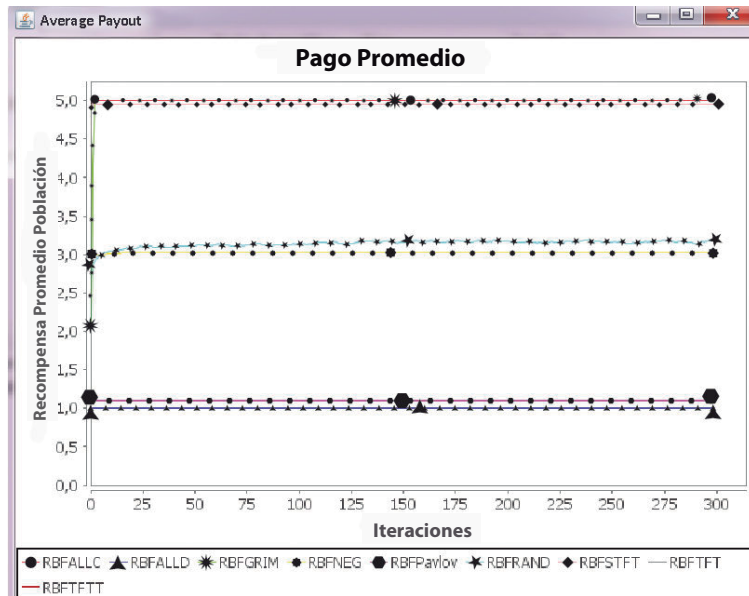 Average Payout
Pago Promedio
Recompensa Promedio Población
5,0
4,5
4,0
3,5
3,0
2,5
2,0
1,5
1,0
0,5
0,0
0 25 50 75 100 125 150 175 200 225 250 275 300
Iteraciones
RBFALLC RBFALLD RBFGRIM RBFNEG RBFPavlov RBFRAND RBFSTFT RBFTFT
RBFTFTT